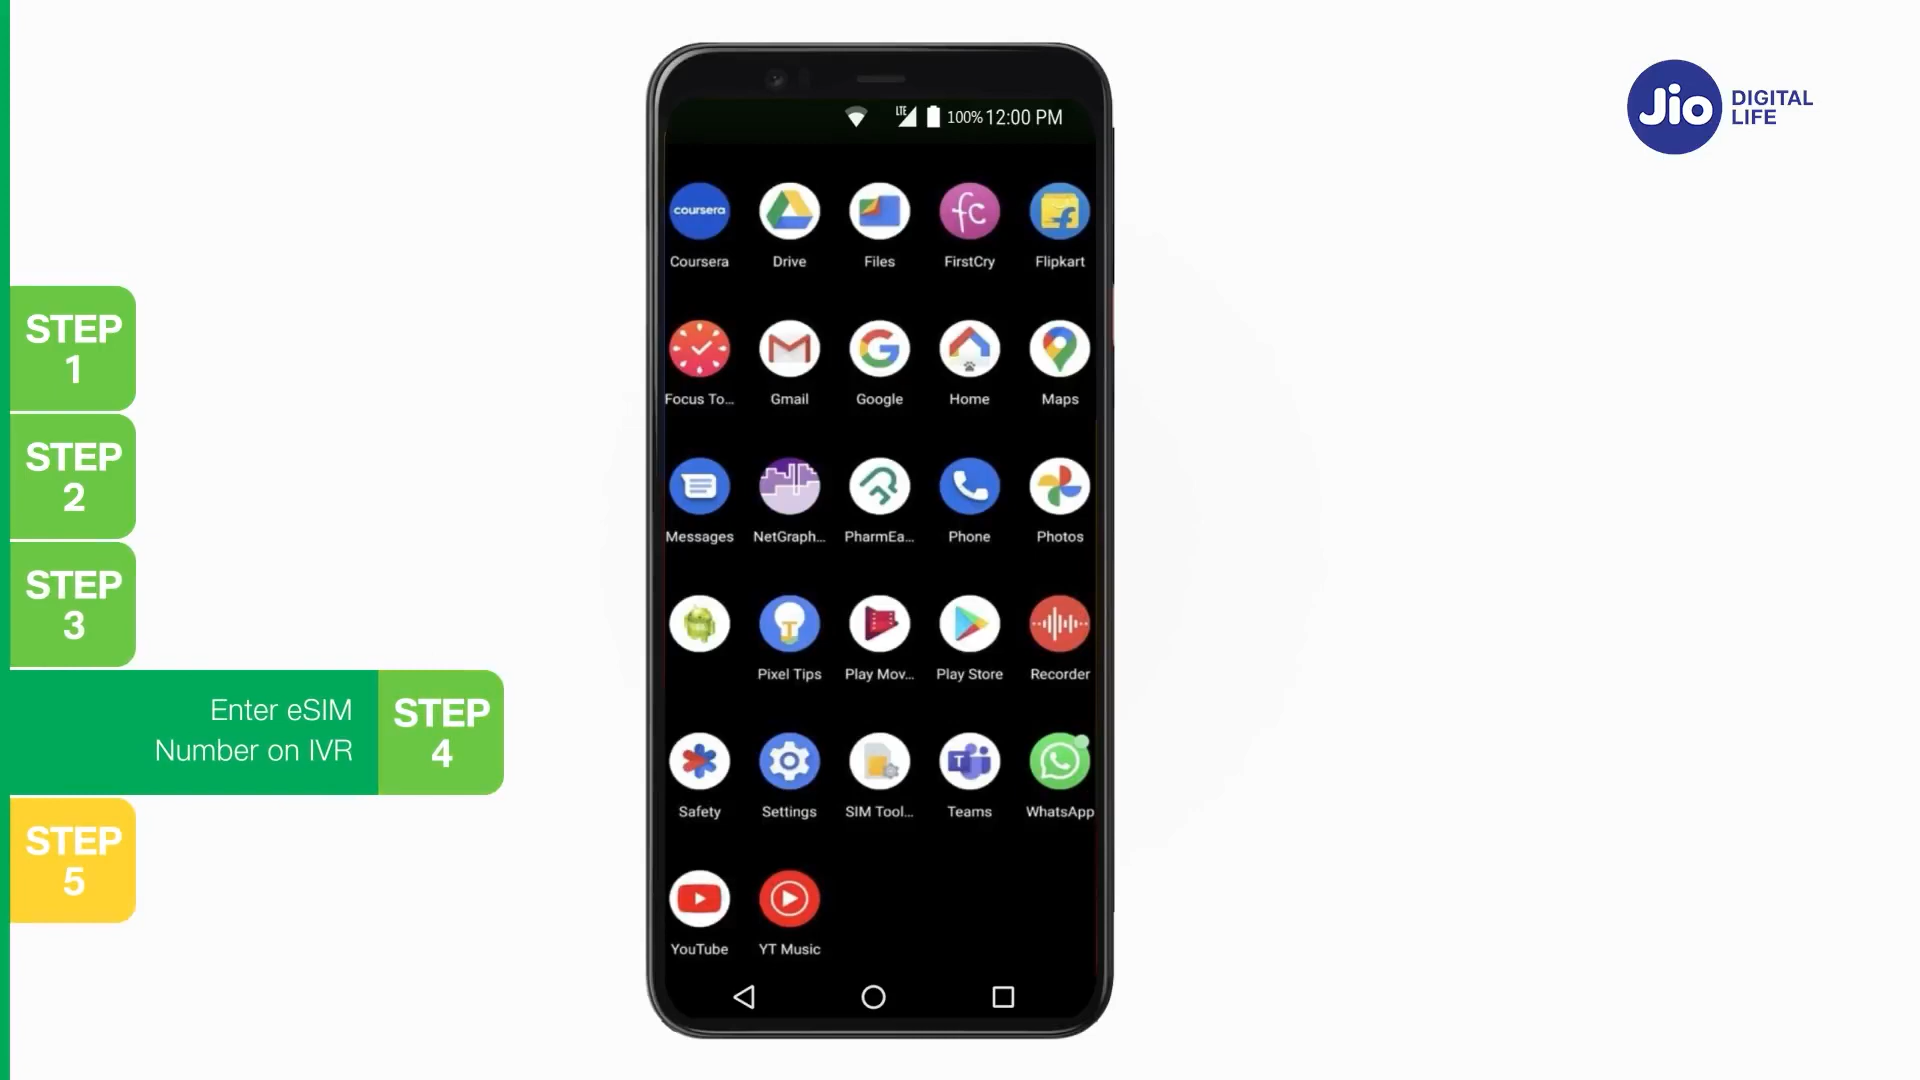 LTE 100% 12:00 PM
Jio DIGITAL
LIFE
coursera
Coursera Drive Files FirstCry Flipkart
Focus To... Gmail Google Home Maps
Messages NetGraph... PharmEa... Phone Photos
Pixel Tips Play Mov... Play Store Recorder
Safety Settings SIM Tool... Teams WhatsApp
YouTube YT Music
STEP
1
STEP
2
STEP
3
Enter eSIM
Number on IVR
STEP
4
STEP
5